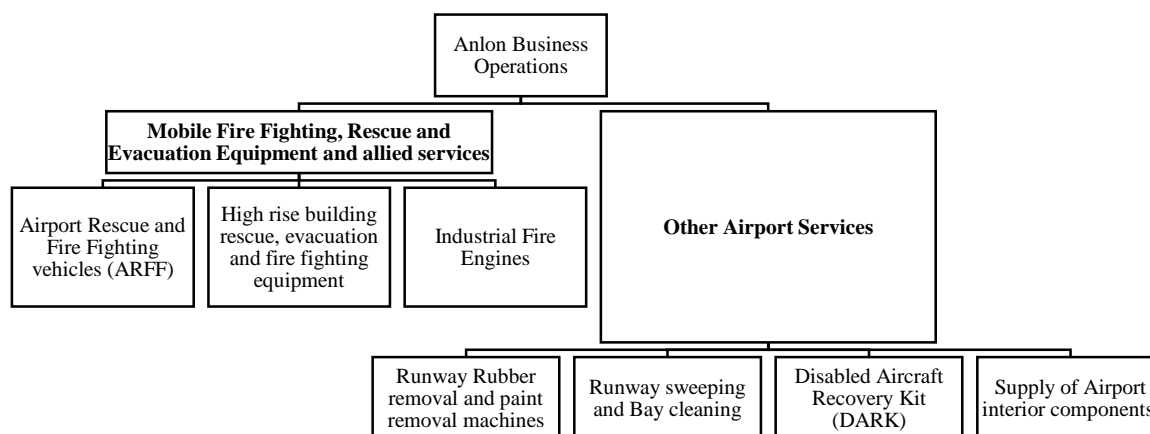 Anlon Business
Operations
Mobile Fire Fighting, Rescue and
Evacuation Equipment and allied services
Other Airport Services
Airport Rescue and
Fire Fighting
vehicles (ARFF)
High rise building
rescue, evacuation
and fire fighting
equipment
Industrial Fire
Engines
Runway Rubber
removal and paint
removal machines
Runway sweeping
and Bay cleaning
Disabled Aircraft
Recovery Kit
(DARK)
Supply of Airport
interior components